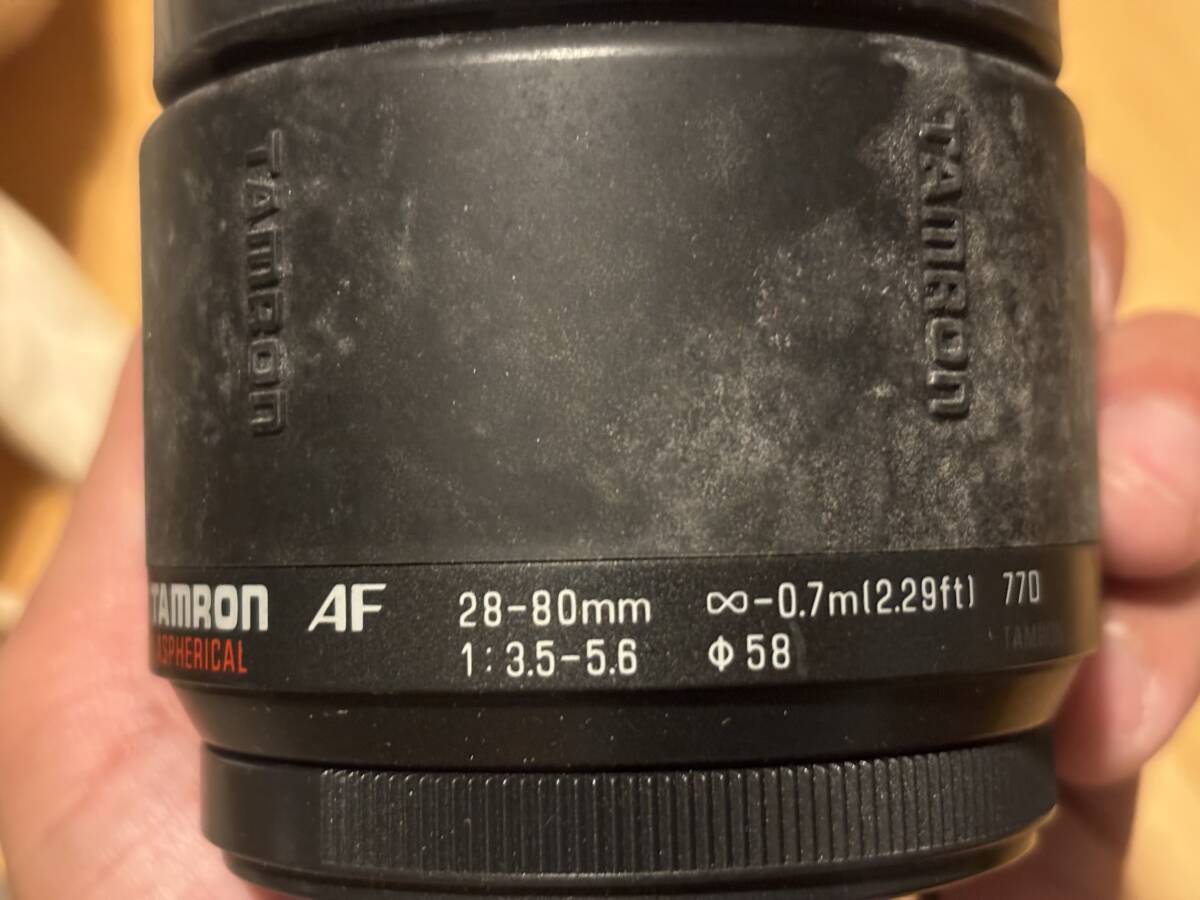 TAMRON
TAMRON
TAMRON AF 28-80mm ∞-0.7m(2.29ft) 77D
ASPHERICAL 1:3.5-5.6 Φ58